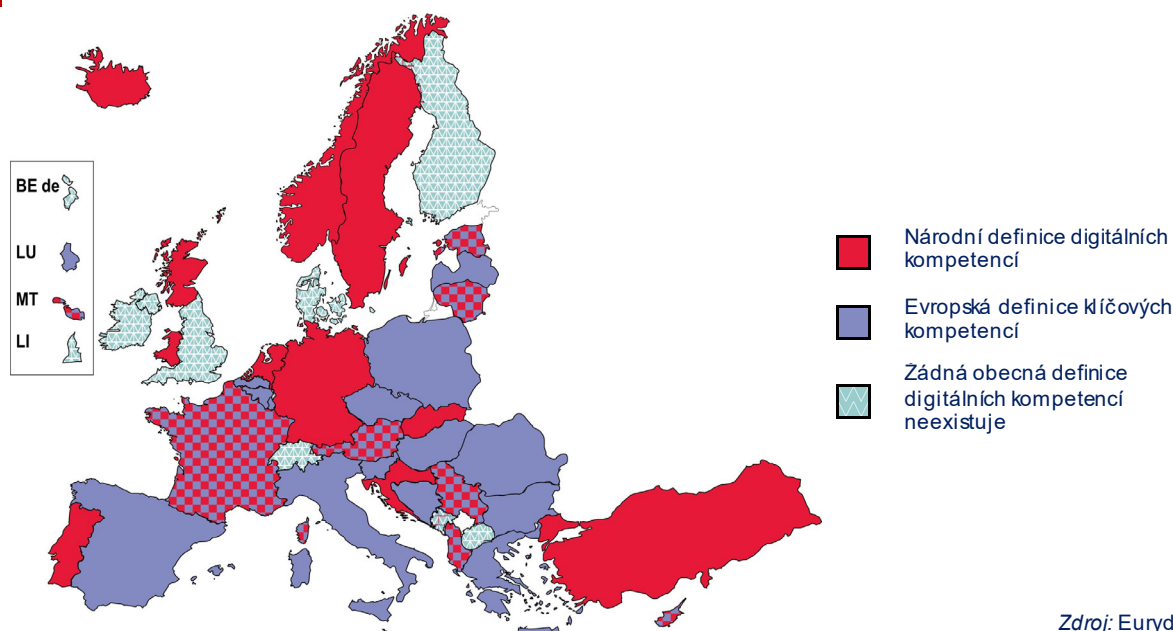 BE de
LU
MT
LI
Národní definice digitálních
kompetencí
Evropská definice klíčových
kompetencí
Žádná obecná definice
digitálních kompetencí
neexistuje
Zdroj: Euryd